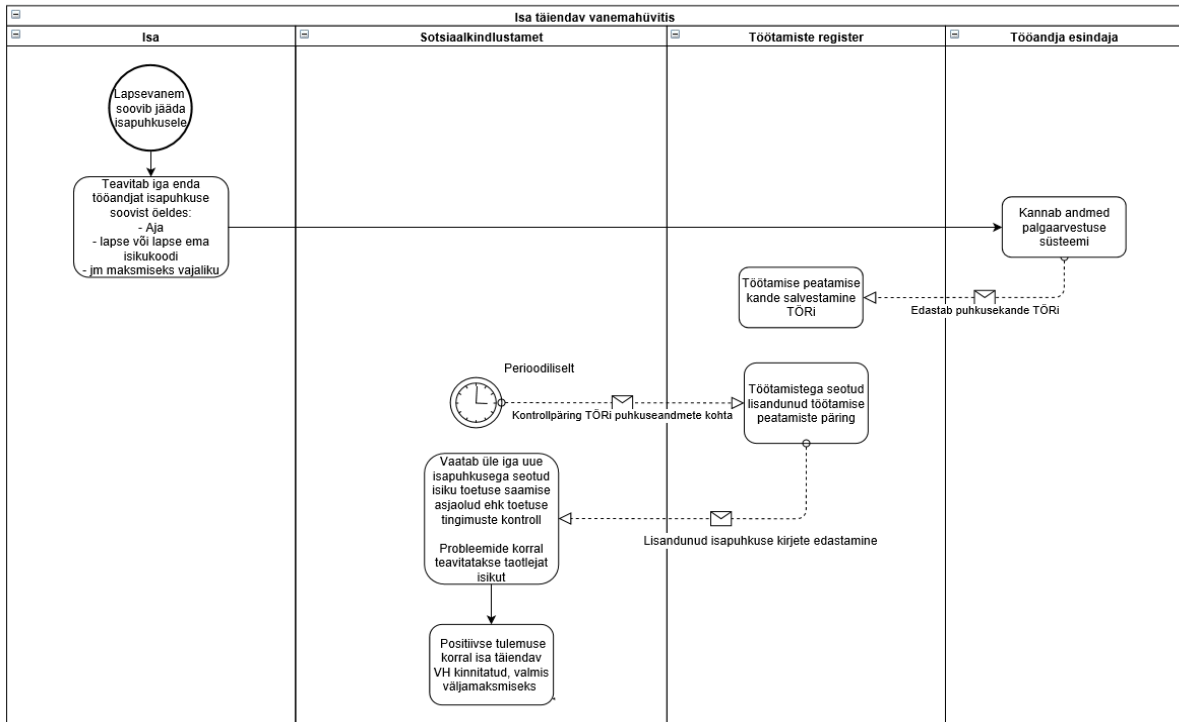 Isa täiendav vanemahüvitis
Isa
Sotsiaalkindlustamet
Töötamiste register
Tööandja esindaja
Lapsevanem
soovib jääda
isapuhkusele
Teavitab iga enda
tööandjat isapuhkuse
soovist öeldes:
- Aja
- lapse või lapse ema
isikukoodi
- jm maksmiseks vajaliku
Kannab andmed
palgaarvestuse
süsteemi
Töötamise peatamise
kande salvestamine
TÖRi
Edastab puhkusekande TÖRi
Perioodiliselt
Kontrollpäring TÖRi puhkuseandmete kohta
Töötamistega seotud
lisandunud töötamise
peatamiste päring
Vaatab üle iga uue
isapuhkusega seotud
isiku toetuse saamise
asjaolud ehk toetuse
tingimuste kontroll
Probleemide korral
teavitatakse taotlejat
isikut
Lisandunud isapuhkuse kirjete edastamine
Positiivse tulemuse
korral isa täiendav
VH kinnitatud, valmis
väljamaksmiseks